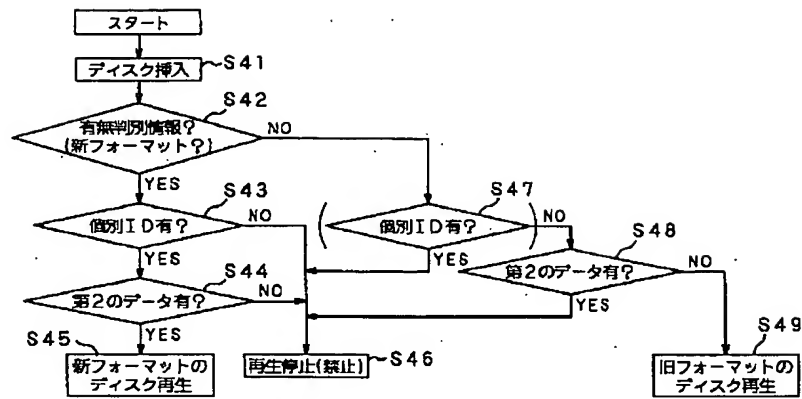 スタート
ディスク挿入
S41
S42
有無判別情報?
(新フォーマット?)
NO
YES
S43
個別ID有?
NO
YES
S47
(個別ID有?)
NO
YES
S48
第2のデータ有?
NO
YES
S44
第2のデータ有?
NO
YES
S45
新フォーマットの
ディスク再生
再生停止(禁止)
S46
S49
旧フォーマットの
ディスク再生